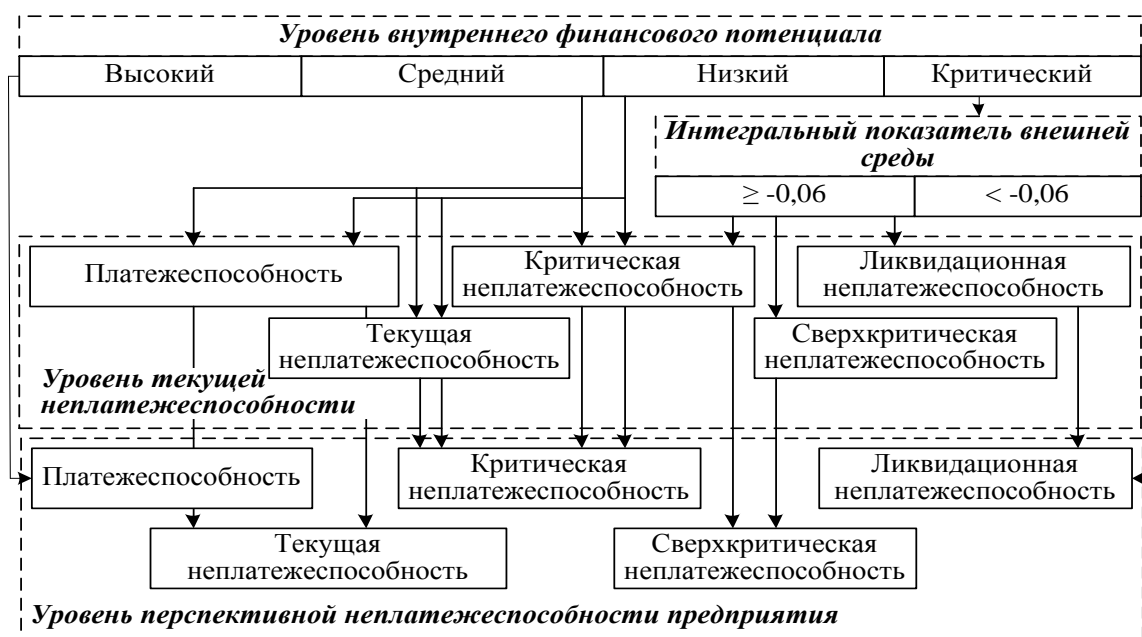 Уровень внутреннего финансового потенциала
Высокий
Средний
Низкий
Критический
Интегральный показатель внешней
среды
≥ -0,06
< -0,06
Платежеспособность
Критическая
неплатежеспособность
Ликвидационная
неплатежеспособность
Текущая
неплатежеспособность
Сверхкритическая
неплатежеспособность
Уровень текущей
неплатежеспособности
Платежеспособность
Критическая
неплатежеспособность
Ликвидационная
неплатежеспособность
Текущая
неплатежеспособность
Сверхкритическая
неплатежеспособность
Уровень перспективной неплатежеспособности предприятия